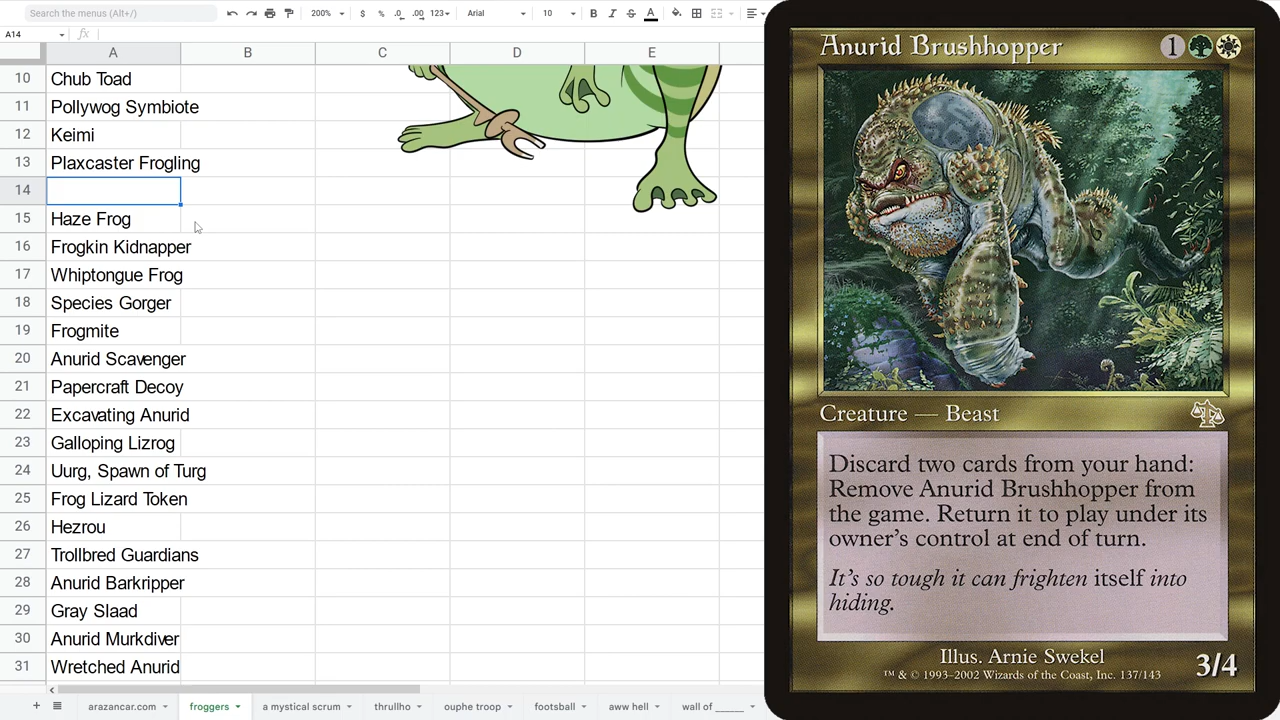 Search the menus (Alt+/)
200%
$
%
.0
.00
123
Arial
10
B
I
S
A
A14
fx
A
B
C
D
E
10 Chub Toad
11 Pollywog Symbiote
12 Keimi
13 Plaxcaster Frogling
14
15 Haze Frog
16 Frogkin Kidnapper
17 Whiptongue Frog
18 Species Gorger
19 Frogmite
20 Anurid Scavenger
21 Papercraft Decoy
22 Excavating Anurid
23 Galloping Lizrog
24 Uurg, Spawn of Turg
25 Frog Lizard Token
26 Hezrou
27 Trollbred Guardians
28 Anurid Barkripper
29 Gray Slaad
30 Anurid Murkdiver
31 Wretched Anurid
arazancar.com
froggers
a mystical scrum
thrullho
ouphe troop
footsball
aww hell
wall of ______
Anurid Brushhopper 1
Creature — Beast
Discard two cards from your hand:
Remove Anurid Brushhopper from
the game. Return it to play under its
owner's control at end of turn.
It's so tough it can frighten itself into
hiding.
Illus. Arnie Swekel
™ & © 1993–2002 Wizards of the Coast, Inc. 137/143
3/4